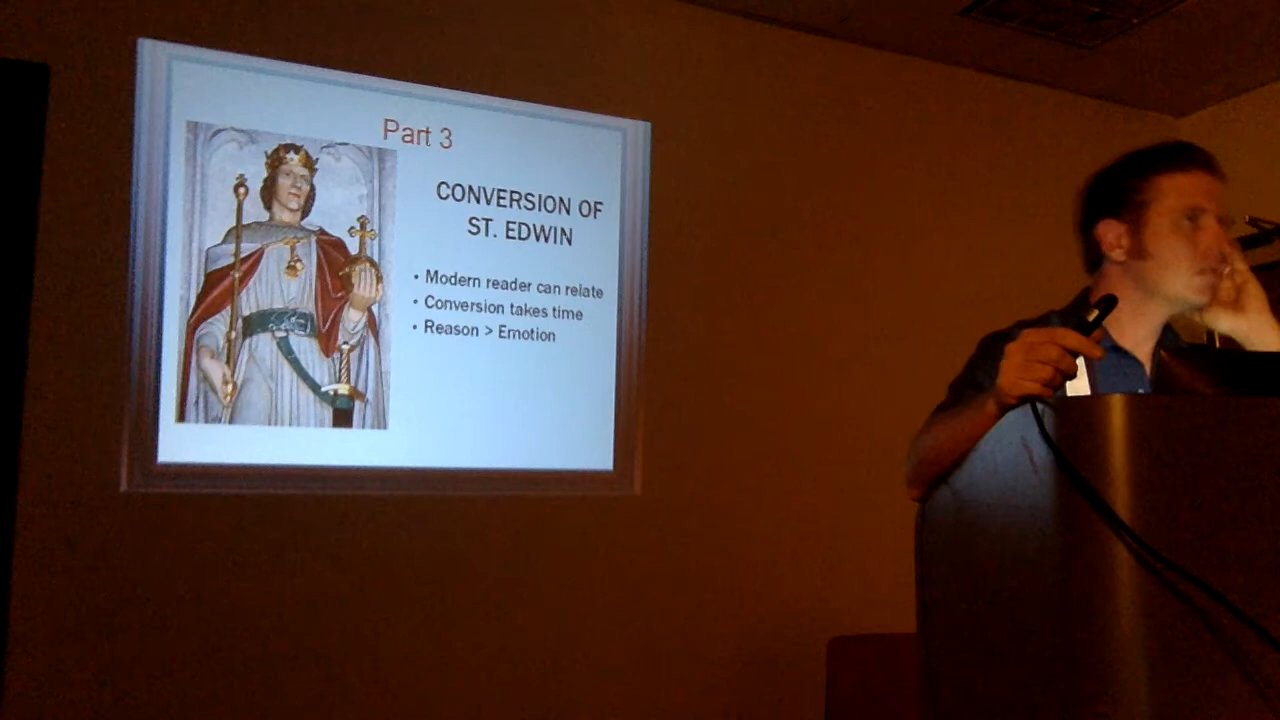 Part 3
CONVERSION OF
ST. EDWIN
• Modern reader can relate
• Conversion takes time
• Reason > Emotion